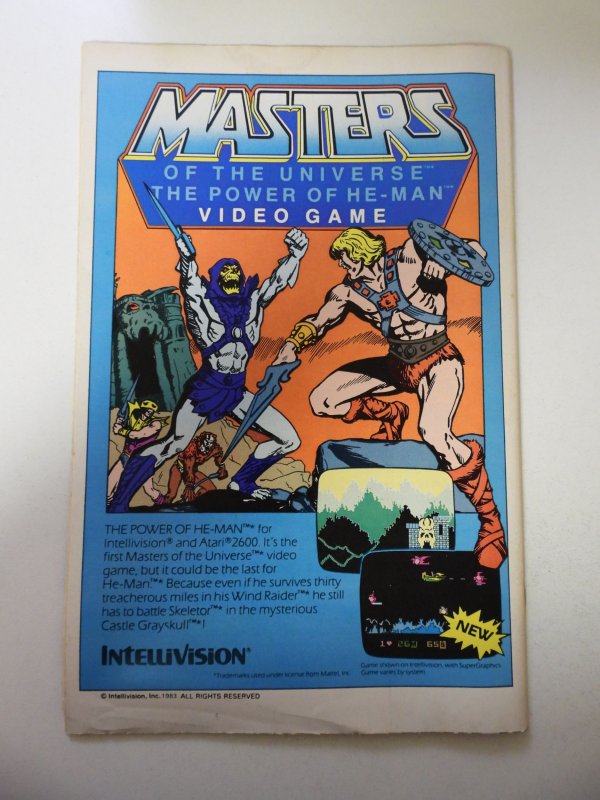 MASTERS
OF THE UNIVERSE™
THE POWER OF HE-MAN™
VIDEO GAME
THE POWER OF HE-MAN™* for
Intellivision® and Atari® 2600. It's the
first Masters of the Universe™* video
game, but it could be the last for
He-Man.™* Because even if he survives thirty
treacherous miles in his Wind Raider™* he still
has to battle Skeletor™* in the mysterious
Castle Grayskull™*!
INTELLIVISION®
*Trademarks used under license from Mattel, Inc.
NEW
Game shown on Intellivision, with SuperGraphics
Game varies by system
© Intellivision, Inc. 1983 ALL RIGHTS RESERVED